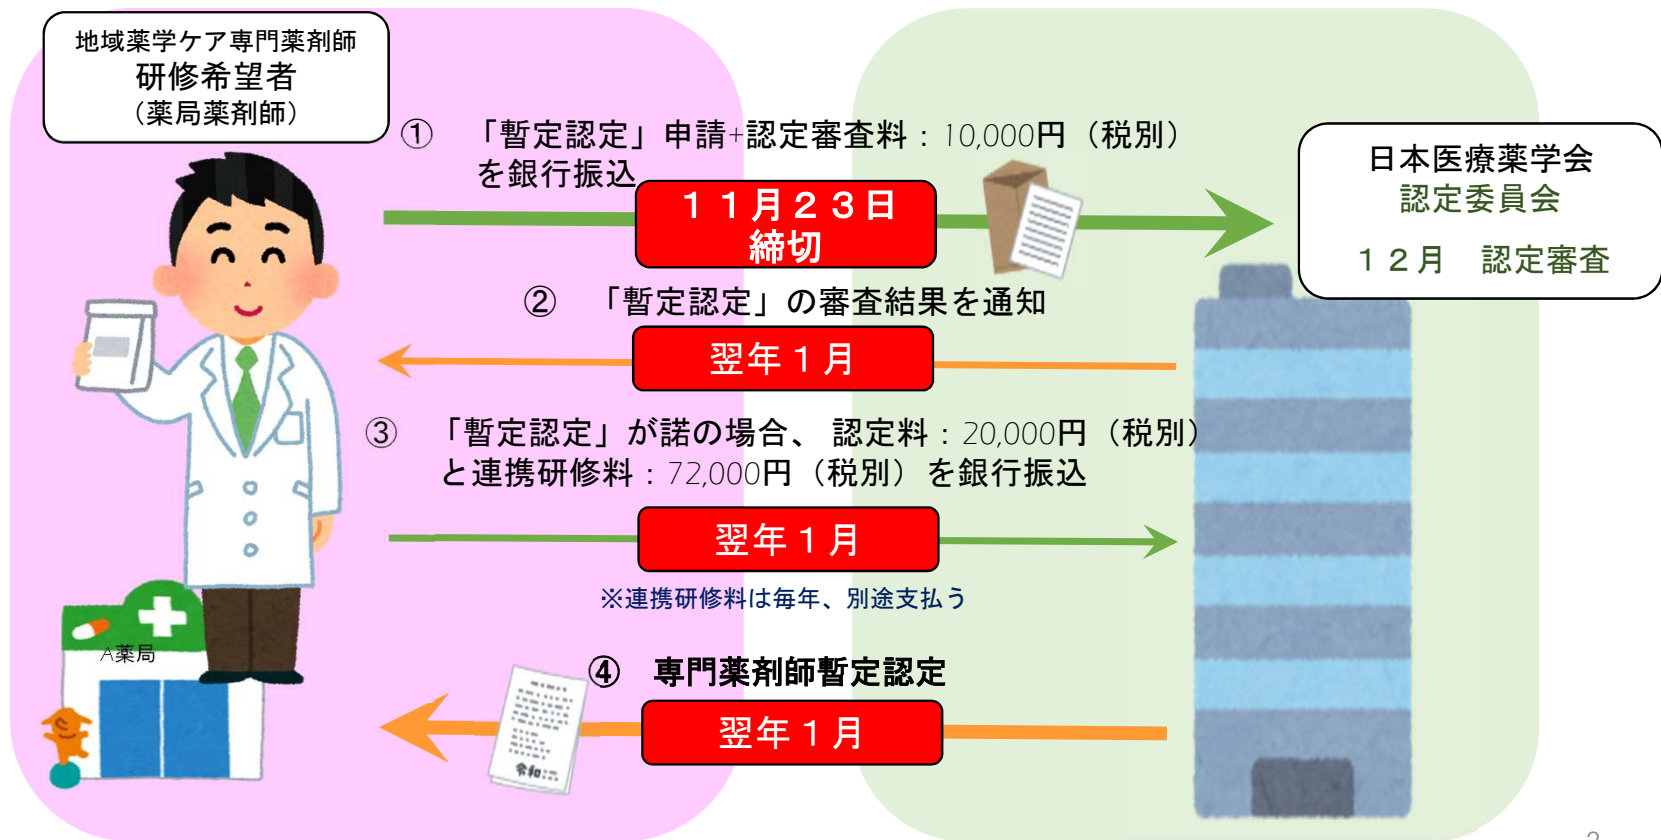 地域薬学ケア専門薬剤師
研修希望者
（薬局薬剤師）
① 「暫定認定」申請+認定審査料：10,000円（税別）
を銀行振込
１１月２３日
締切
日本医療薬学会
認定委員会
１２月 認定審査
② 「暫定認定」の審査結果を通知
翌年１月
③ 「暫定認定」が諾の場合、 認定料：20,000円（税別）
と連携研修料：72,000円（税別）を銀行振込
翌年１月
※連携研修料は毎年、別途支払う
A薬局
④ 専門薬剤師暫定認定
翌年１月
令和